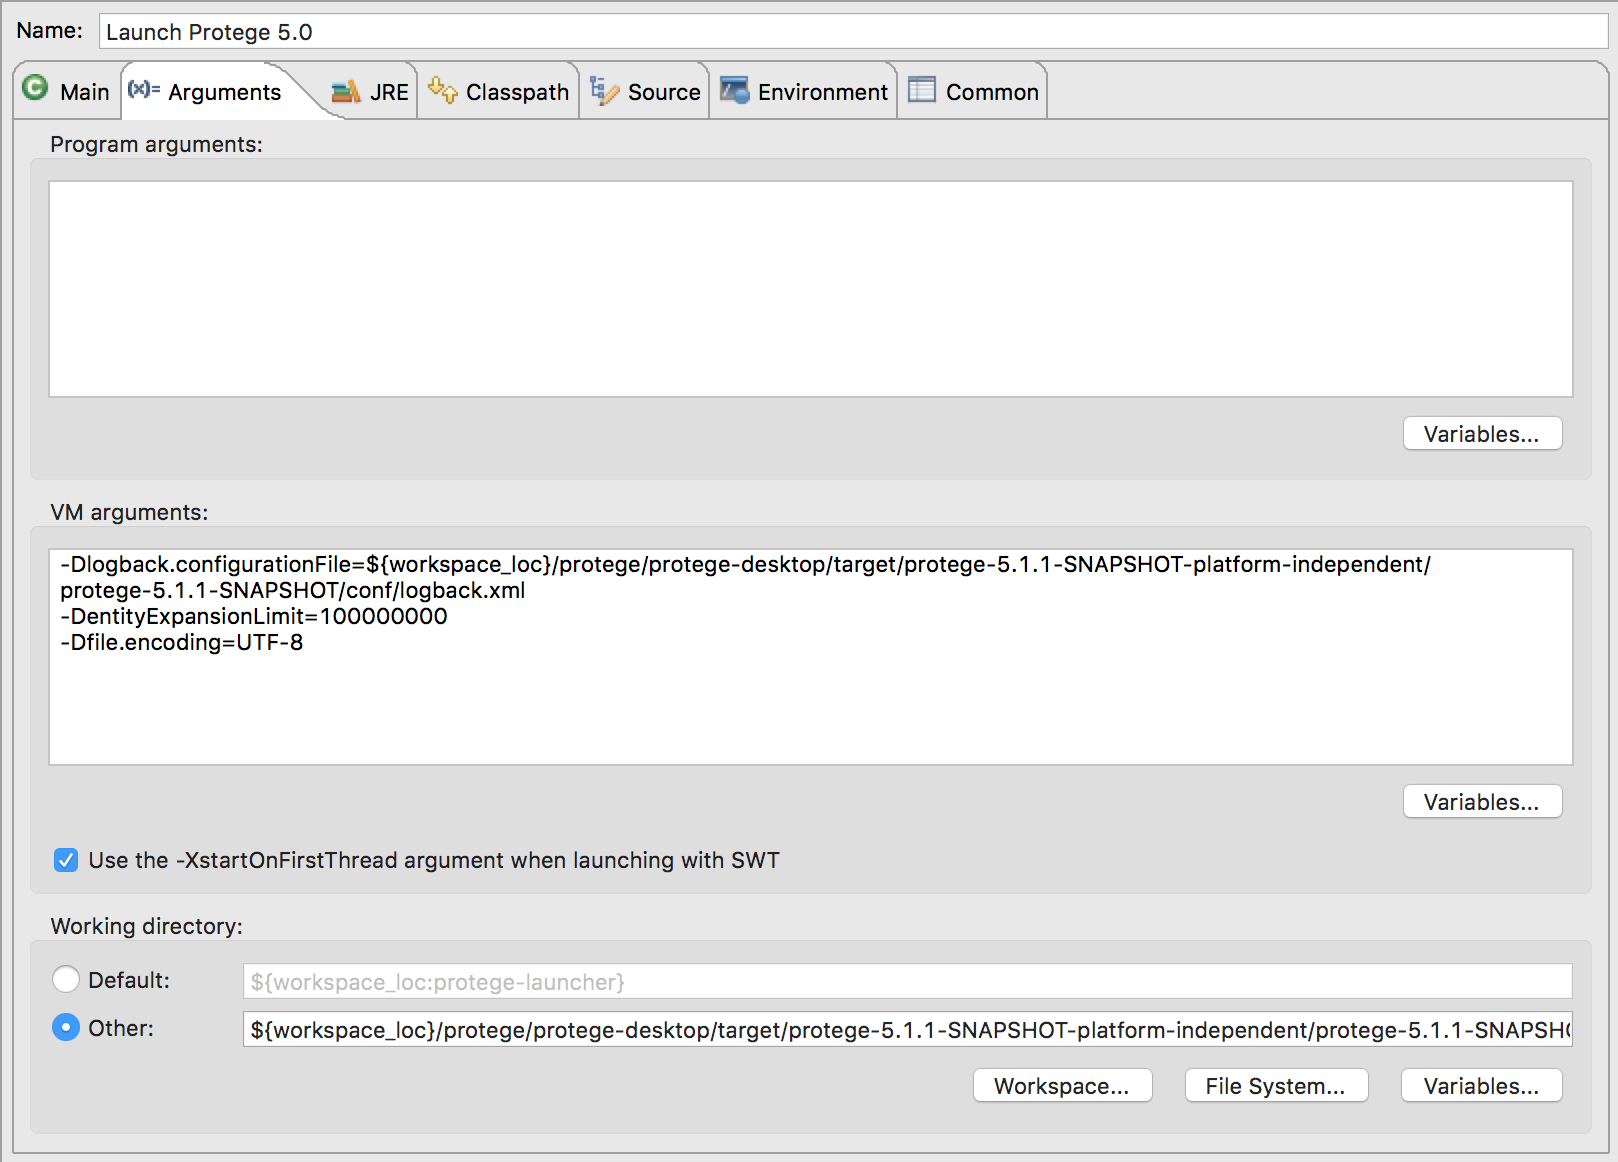 Name: Launch Protege 5.0
Main (x)= Arguments JRE Classpath Source Environment Common
Program arguments:
Variables...
VM arguments:
-Dlogback.configurationFile=${workspace_loc}/protege/protege-desktop/target/protege-5.1.1-SNAPSHOT-platform-independent/
protege-5.1.1-SNAPSHOT/conf/logback.xml
-DentityExpansionLimit=100000000
-Dfile.encoding=UTF-8
Variables...
Use the -XstartOnFirstThread argument when launching with SWT
Working directory:
Default: ${workspace_loc:protege-launcher}
Other: ${workspace_loc}/protege/protege-desktop/target/protege-5.1.1-SNAPSHOT-platform-independent/protege-5.1.1-SNAPSHO
Workspace... File System... Variables...